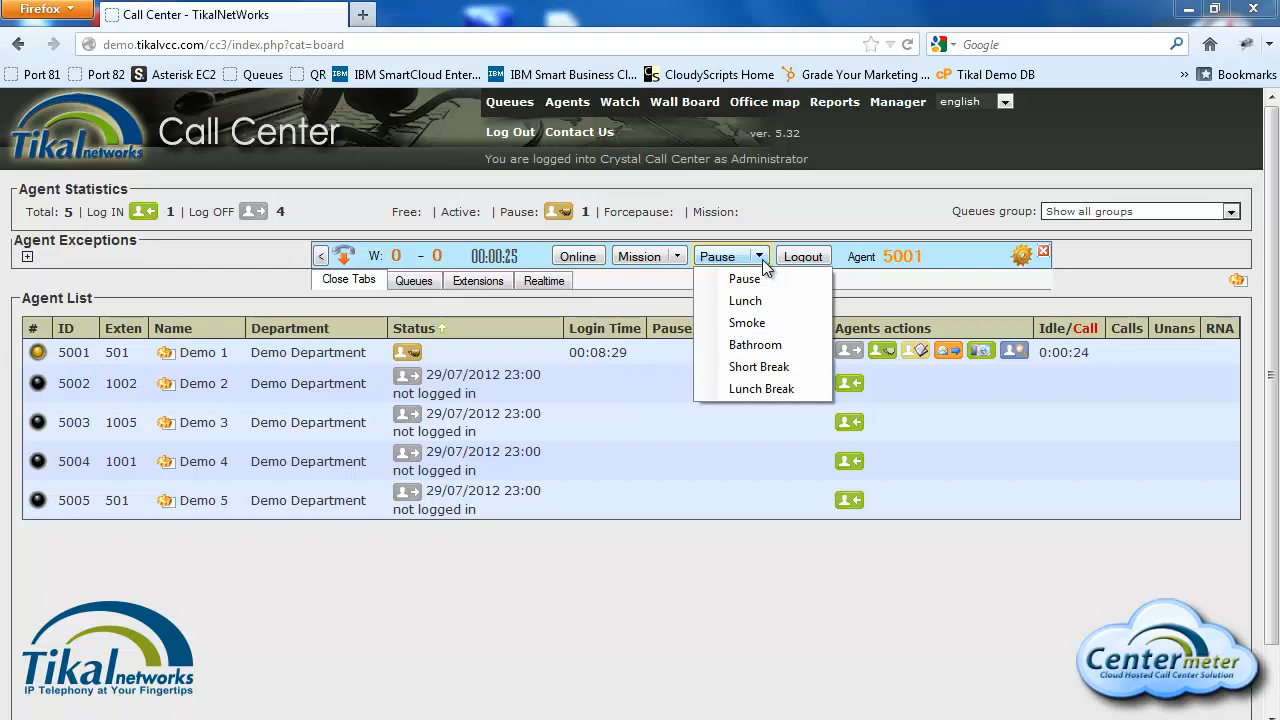 Firefox
Call Center - TikalNetWorks
demo.tikalvcc.com/cc3
ex.php?cat=board
Google
Port 81
Port 82
Asterisk EC2
Queues
QR
IBM SmartCloud Enter...
IBM Smart Business Cl...
CloudyScripts Home
Grade Your Marketing ...
Tikal Demo DB
Bookmarks
Tikal networks
Call Center
Queues Agents Watch Wall Board Office map Reports Manager english
Log Out Contact Us ver. 5.32
You are logged into Crystal Call Center as Administrator
Agent Statistics
Total: 5 | Log IN 1 | Log OFF 4 Free: | Active: | Pause: 1 | Forcepause: | Mission: Queues group: Show all groups
Agent Exceptions
< W: 0 - 0 00:00:25 Online Mission Pause Logout Agent 5001
Close Tabs Queues Extensions Realtime
Pause
Lunch
Smoke
Bathroom
Short Break
Lunch Break
Agent List
# ID Exten Name Department Status Login Time Pause Agents actions Idle/Call Calls Unans RNA
5001 501 Demo 1 Demo Department 00:08:29 0:00:24
5002 1002 Demo 2 Demo Department 29/07/2012 23:00
not logged in
5003 1005 Demo 3 Demo Department 29/07/2012 23:00
not logged in
5004 1001 Demo 4 Demo Department 29/07/2012 23:00
not logged in
5005 501 Demo 5 Demo Department 29/07/2012 23:00
not logged in
Tikal networks
IP Telephony at Your Fingertips
Centermeter
Cloud Hosted Call Center Solution